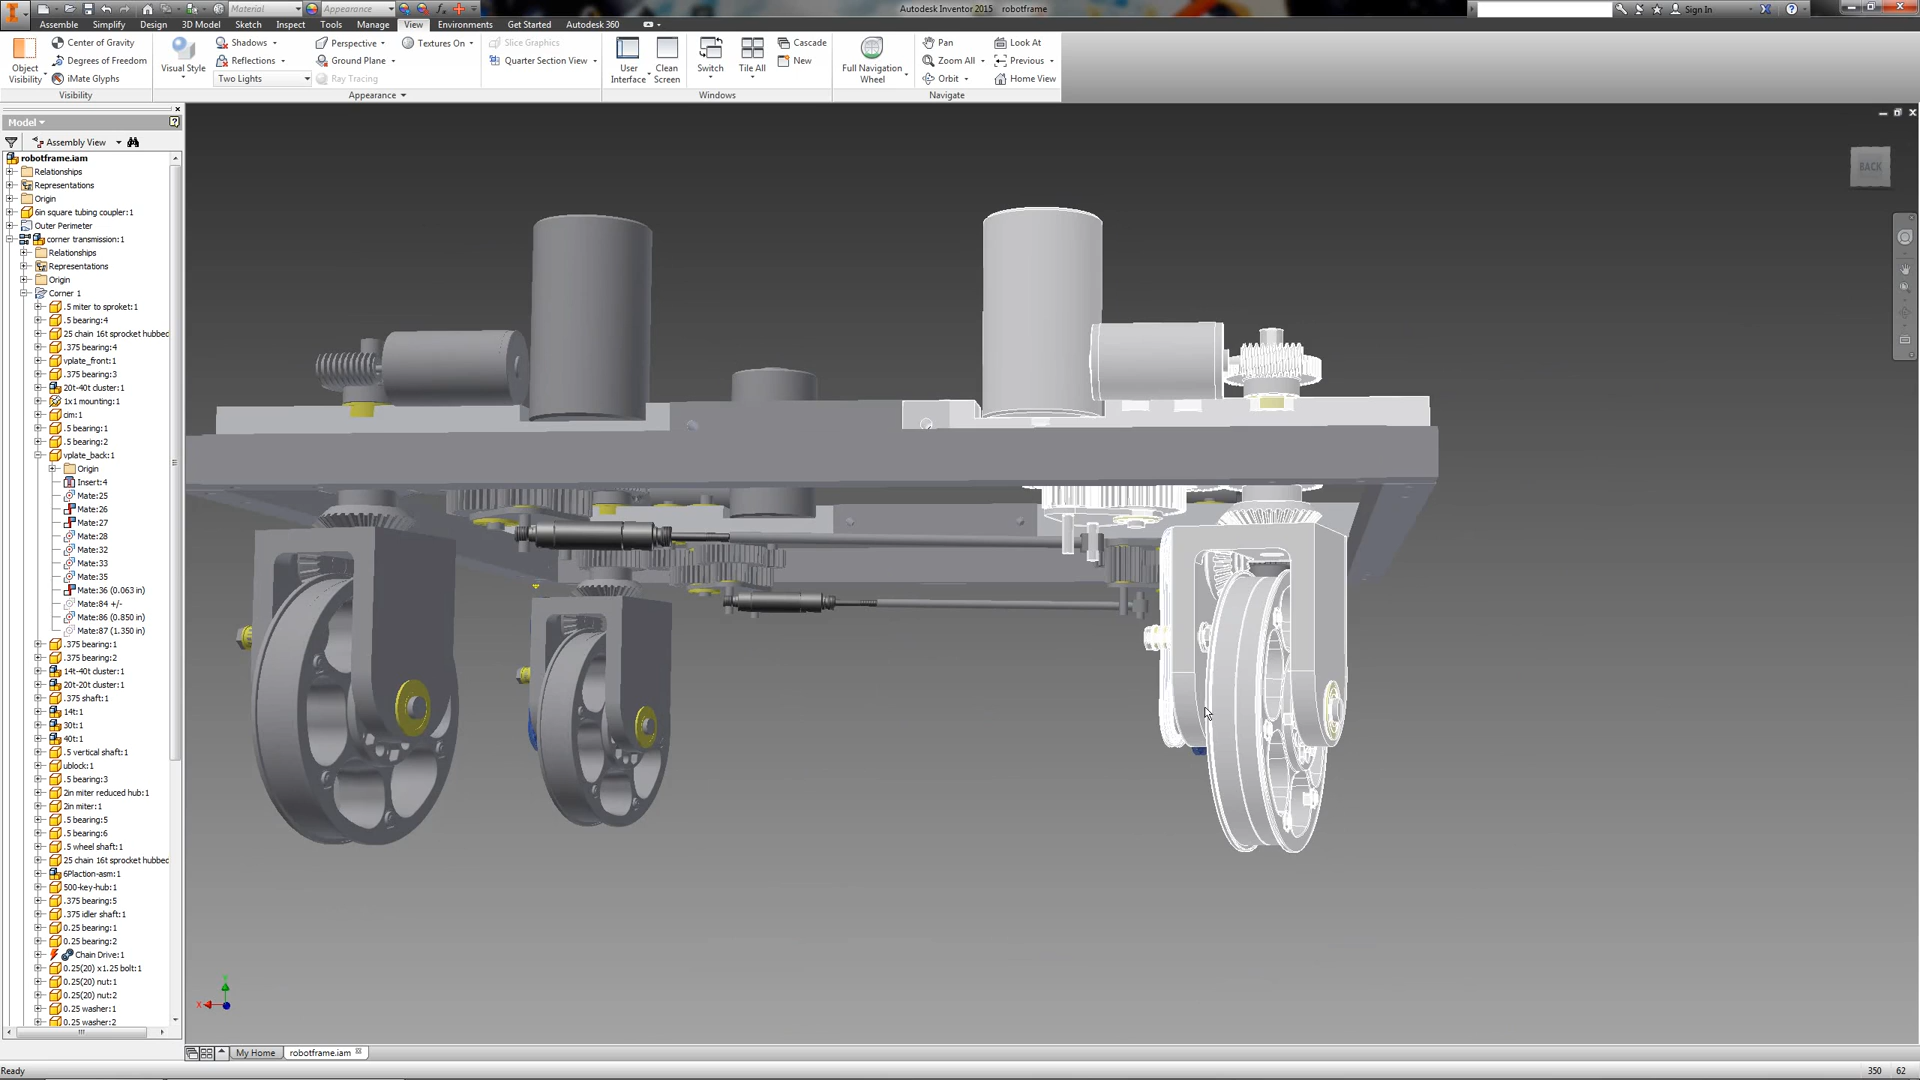 Material
Appearance
Autodesk Inventor 2015 robotframe
Sign In
Assemble Simplify Design 3D Model Sketch Inspect Tools Manage View Environments Get Started Autodesk 360
Object Visibility
Center of Gravity
Degrees of Freedom
iMate Glyphs
Visibility
Visual Style
Shadows
Reflections
Two Lights
Perspective
Ground Plane
Ray Tracing
Textures On
Appearance
Slice Graphics
Quarter Section View
User Interface
Clean Screen
Switch
Tile All
Cascade
New
Windows
Full Navigation Wheel
Pan
Zoom All
Orbit
Look At
Previous
Home View
Navigate
Model
Assembly View
robotframe.iam
Relationships
Representations
Origin
6in square tubing coupler:1
Outer Perimeter
corner transmission:1
Relationships
Representations
Origin
Corner 1
.5 miter to sproket:1
.5 bearing:4
25 chain 16t sprocket hubbed
.375 bearing:4
vplate_front:1
.375 bearing:3
20t-40t cluster:1
1x1 mounting:1
cim:1
.5 bearing:1
.5 bearing:2
vplate_back:1
Origin
Insert:4
Mate:25
Mate:26
Mate:27
Mate:28
Mate:32
Mate:33
Mate:35
Mate:36 (0.063 in)
Mate:84 +/-
Mate:86 (0.850 in)
Mate:87 (1.350 in)
.375 bearing:1
.375 bearing:2
14t-40t cluster:1
20t-20t cluster:1
.375 shaft:1
14t:1
30t:1
40t:1
.5 vertical shaft:1
ublock:1
.5 bearing:3
2in miter reduced hub:1
2in miter:1
.5 bearing:5
.5 bearing:6
.5 wheel shaft:1
25 chain 16t sprocket hubbed
6Plaction-asm:1
500-key-hub:1
.375 bearing:5
.375 idler shaft:1
0.25 bearing:1
0.25 bearing:2
Chain Drive:1
0.25(20) x1.25 bolt:1
0.25(20) nut:1
0.25(20) nut:2
0.25 washer:1
0.25 washer:2
BACK
X
My Home
robotframe.iam
Ready
350 62